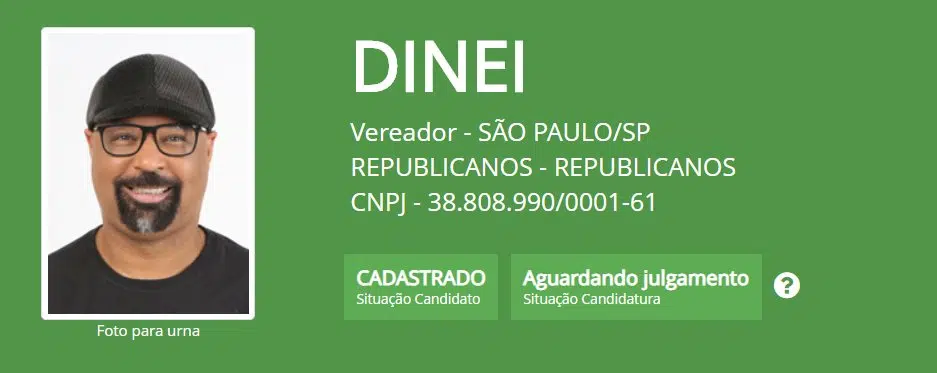 DINEI
Vereador - SÃO PAULO/SP
REPUBLICANOS - REPUBLICANOS
CNPJ - 38.808.990/0001-61
CADASTRADO
Situação Candidato
Aguardando julgamento
Situação Candidatura
?
Foto para urna